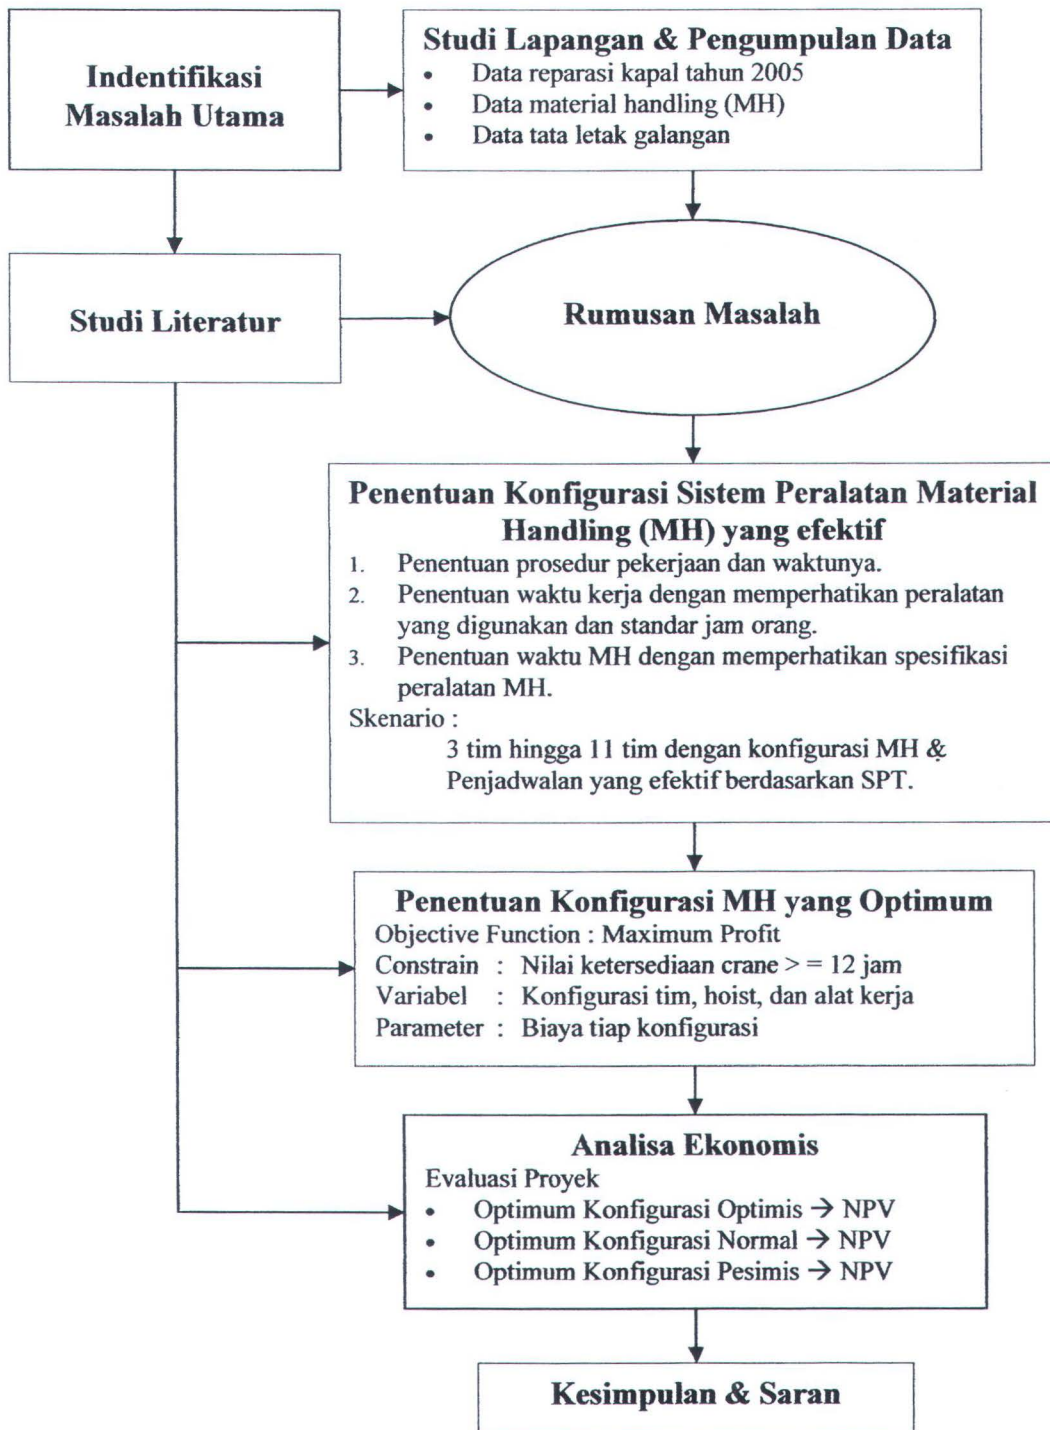 Indentifikasi
Masalah Utama
Studi Lapangan & Pengumpulan Data
• Data reparasi kapal tahun 2005
• Data material handling (MH)
• Data tata letak galangan
Studi Literatur
Rumusan Masalah
Penentuan Konfigurasi Sistem Peralatan Material
Handling (MH) yang efektif
1. Penentuan prosedur pekerjaan dan waktunya.
2. Penentuan waktu kerja dengan memperhatikan peralatan
yang digunakan dan standar jam orang.
3. Penentuan waktu MH dengan memperhatikan spesifikasi
peralatan MH.
Skenario :
3 tim hingga 11 tim dengan konfigurasi MH &
Penjadwalan yang efektif berdasarkan SPT.
Penentuan Konfigurasi MH yang Optimum
Objective Function : Maximum Profit
Constrain : Nilai ketersediaan crane > = 12 jam
Variabel : Konfigurasi tim, hoist, dan alat kerja
Parameter : Biaya tiap konfigurasi
Analisa Ekonomis
Evaluasi Proyek
• Optimum Konfigurasi Optimis → NPV
• Optimum Konfigurasi Normal → NPV
• Optimum Konfigurasi Pesimis → NPV
Kesimpulan & Saran